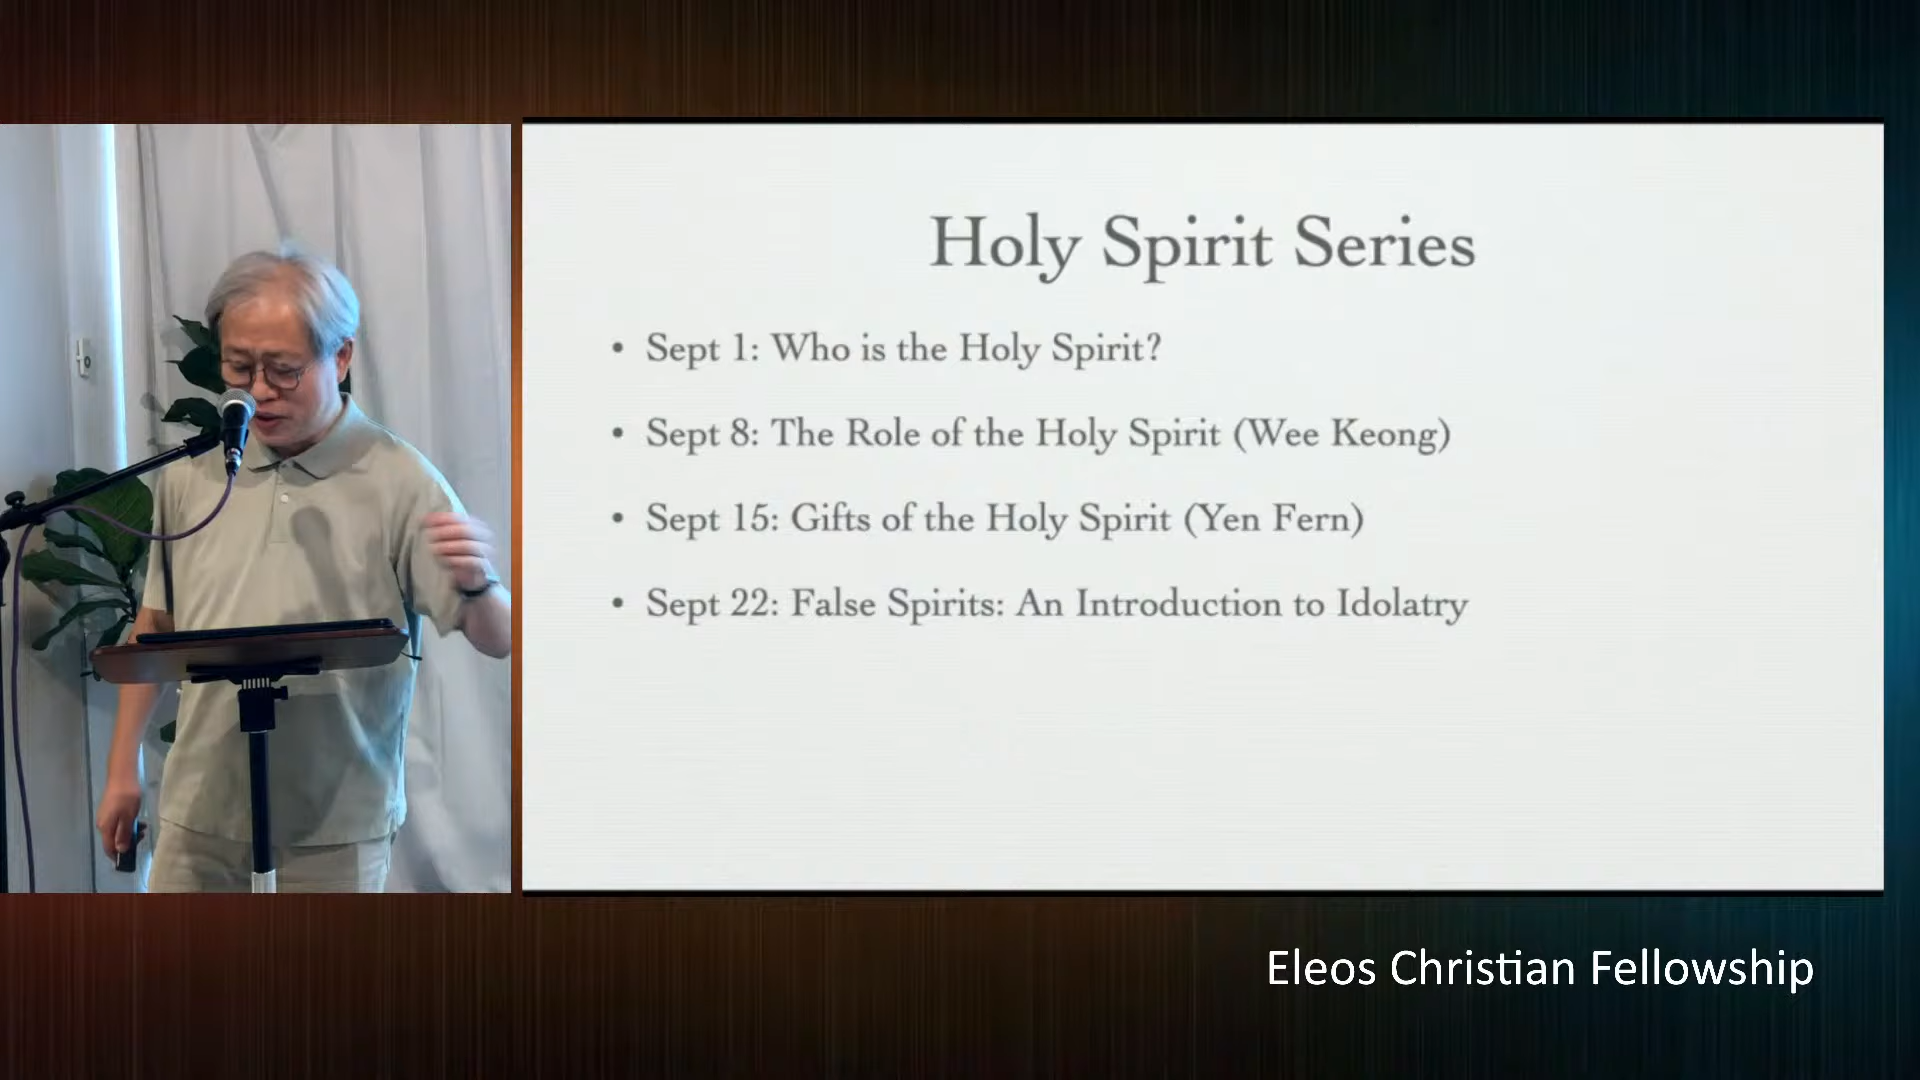 Holy Spirit Series
• Sept 1: Who is the Holy Spirit?
• Sept 8: The Role of the Holy Spirit (Wee Keong)
• Sept 15: Gifts of the Holy Spirit (Yen Fern)
• Sept 22: False Spirits: An Introduction to Idolatry
Eleos Christian Fellowship